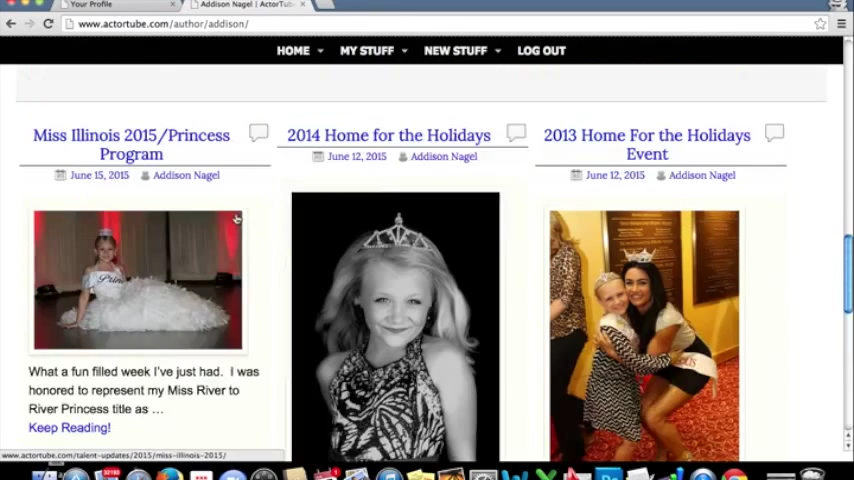 Your Profile
Addison Nagel | ActorTub
www.actortube.com/author/addison/
HOME MY STUFF NEW STUFF LOG OUT
Miss Illinois 2015/Princess
Program
June 15, 2015 Addison Nagel
2014 Home for the Holidays
June 12, 2015 Addison Nagel
2013 Home For the Holidays
Event
June 12, 2015 Addison Nagel
What a fun filled week I've just had. I was
honored to represent my Miss River to
River Princess title as ...
Keep Reading!
www.actortube.com/talent-updates/2015/miss-illinois-2015/